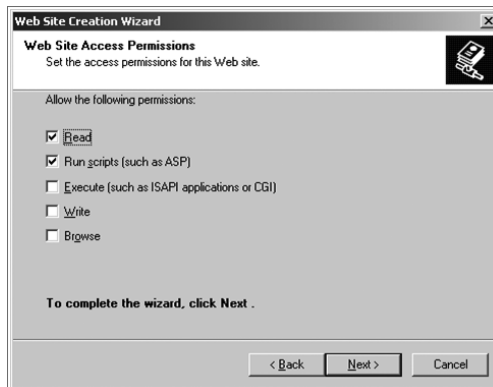 Web Site Creation Wizard
Web Site Access Permissions
Set the access permissions for this Web site.
Allow the following permissions:
Read
Run scripts (such as ASP)
Execute (such as ISAPI applications or CGI)
Write
Browse
To complete the wizard, click Next .
< Back
Next >
Cancel